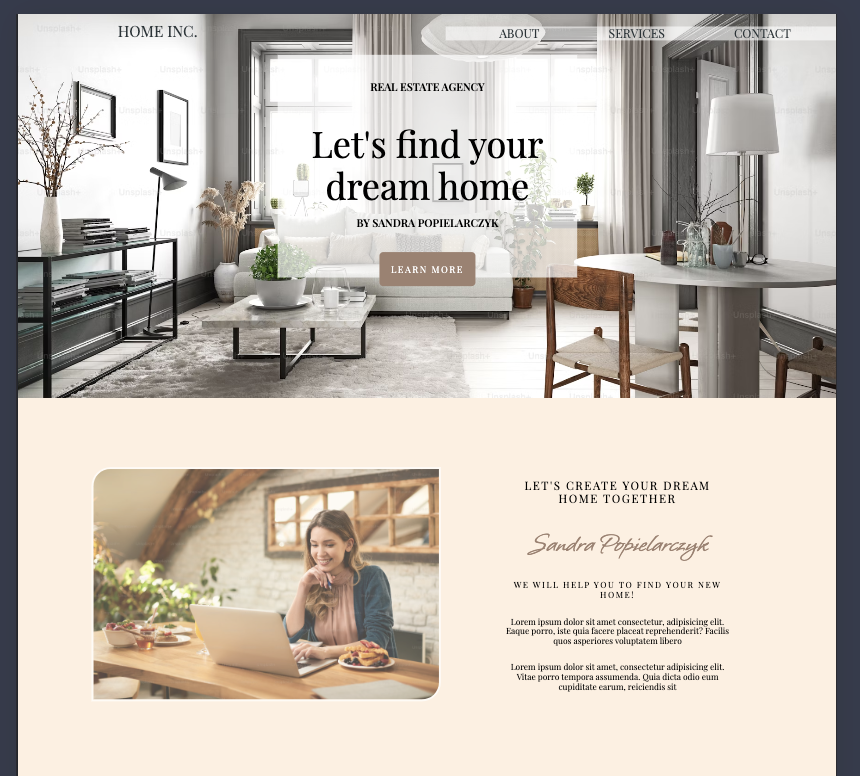 HOME INC.
ABOUT SERVICES CONTACT
REAL ESTATE AGENCY
Let's find your
dream home
BY SANDRA POPIELARCZYK
LEARN MORE
LET'S CREATE YOUR DREAM
HOME TOGETHER
Sandra Popielarczyk
WE WILL HELP YOU TO FIND YOUR NEW
HOME!
Lorem ipsum dolor sit amet consectetur, adipisicing elit.
Eaque porro, iste quia facere placeat reprehenderit? Facilis
quos asperiores voluptatem libero
Lorem ipsum dolor sit amet, consectetur adipisicing elit.
Vitae porro tempora assumenda. Quia dicta odio eum
cupiditate earum, reiciendis sit